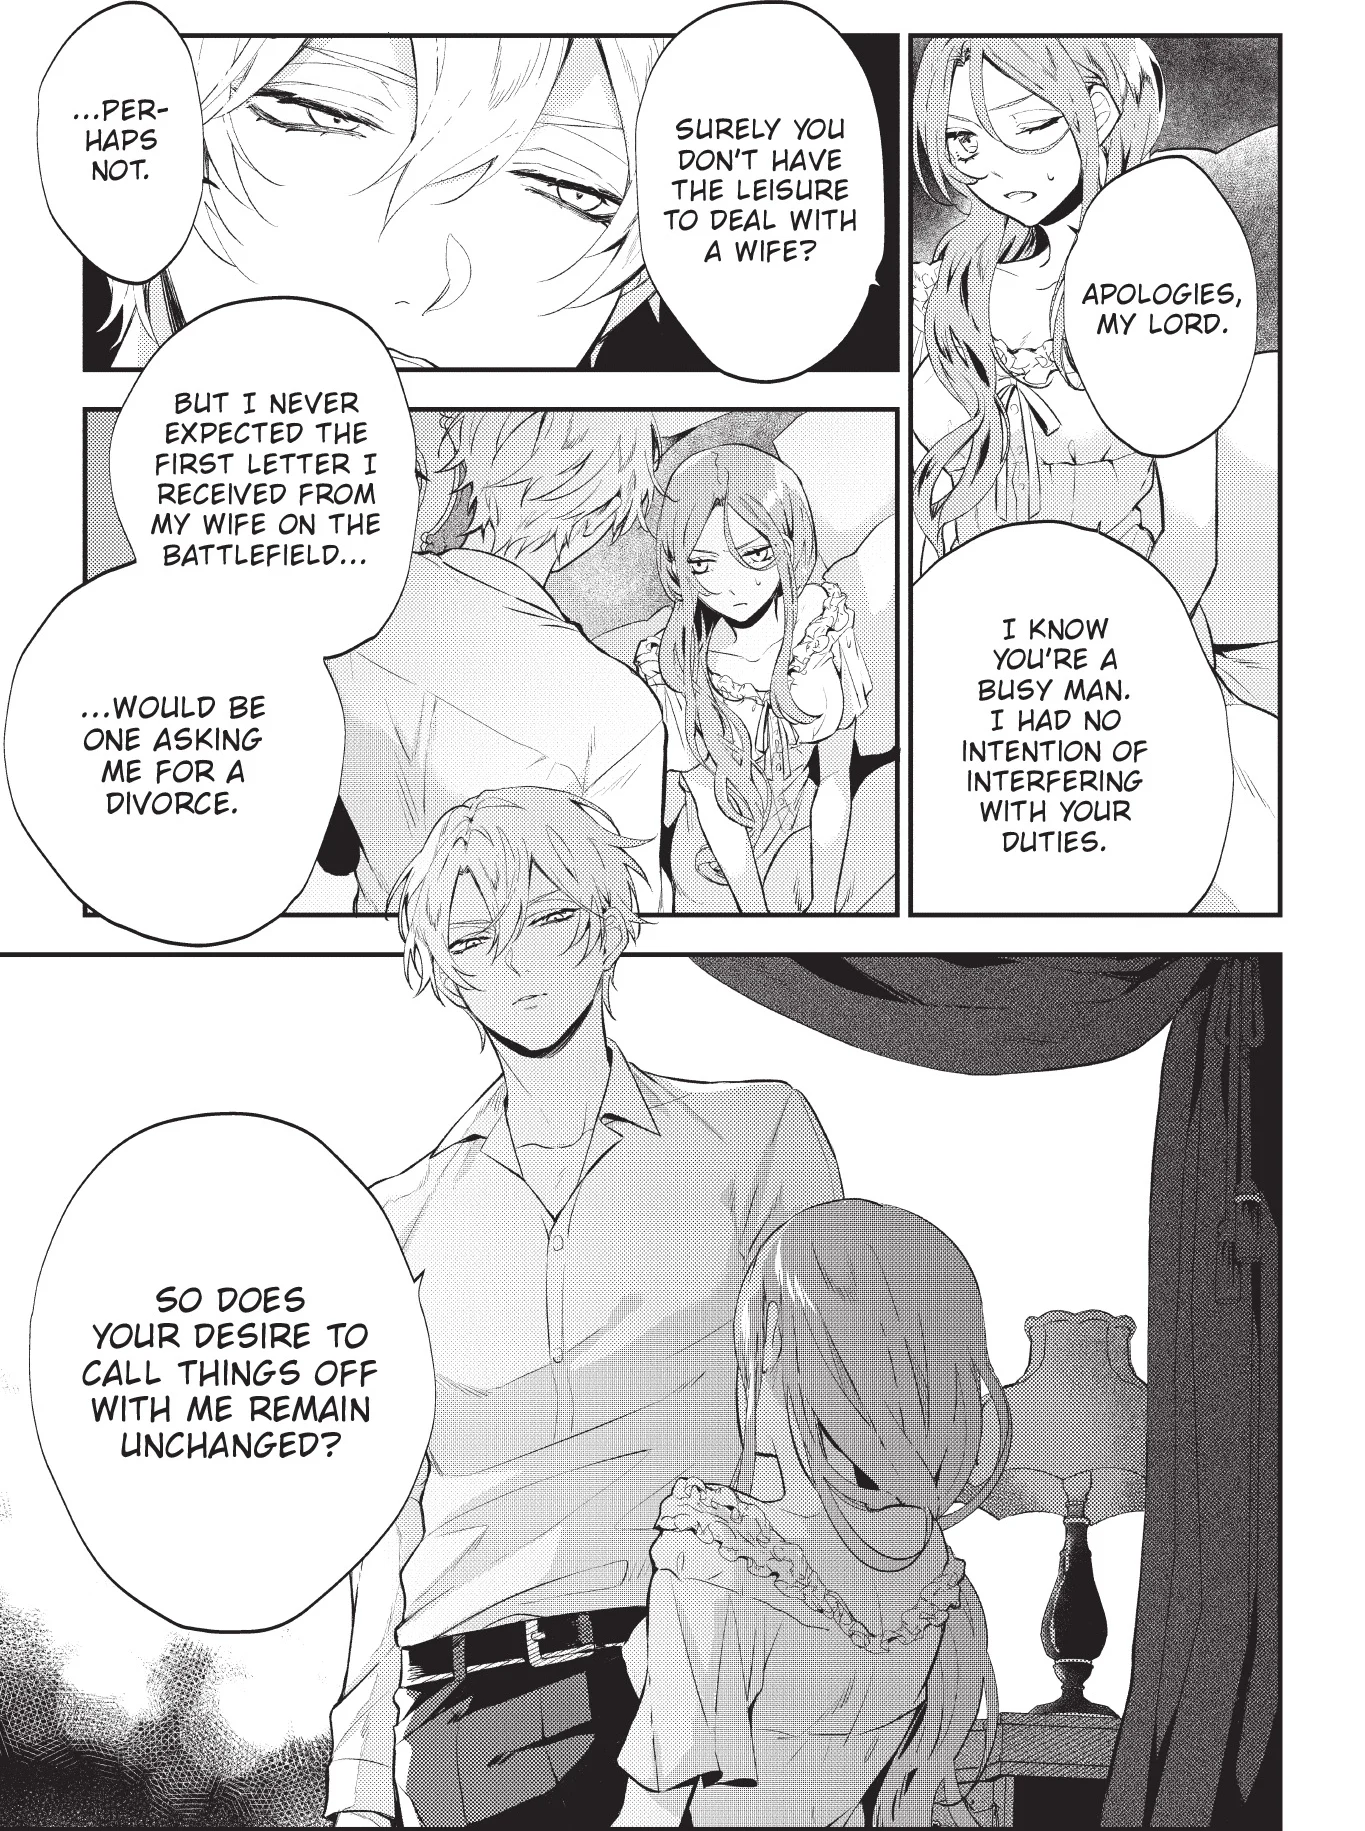 APOLOGIES,
MY LORD.
I KNOW
YOU'RE A
BUSY MAN.
I HAD NO
INTENTION OF
INTERFERING
WITH YOUR
DUTIES.
SURELY YOU
DON'T HAVE
THE LEISURE
TO DEAL WITH
A WIFE?
...PER-
HAPS
NOT.
BUT I NEVER
EXPECTED THE
FIRST LETTER I
RECEIVED FROM
MY WIFE ON THE
BATTLEFIELD...
...WOULD BE
ONE ASKING
ME FOR A
DIVORCE.
SO DOES
YOUR DESIRE TO
CALL THINGS OFF
WITH ME REMAIN
UNCHANGED?